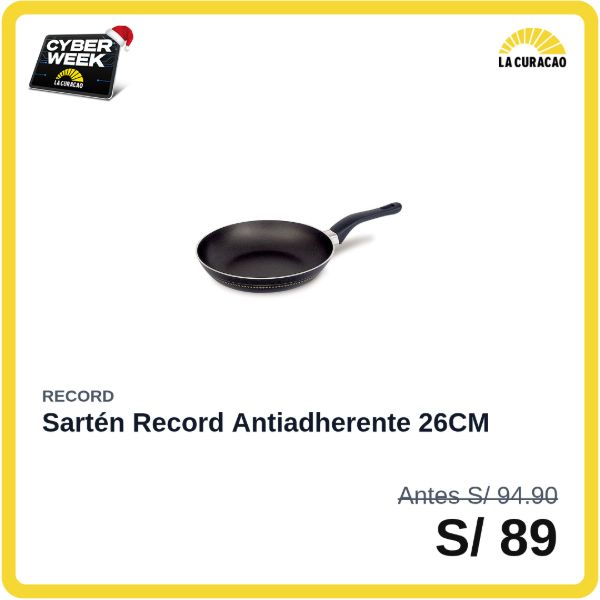 CYBER
WEEK
LA CURACAO
LA CURACAO
RECORD
Sartén Record Antiadherente 26CM
Antes S/ 94.90
S/ 89